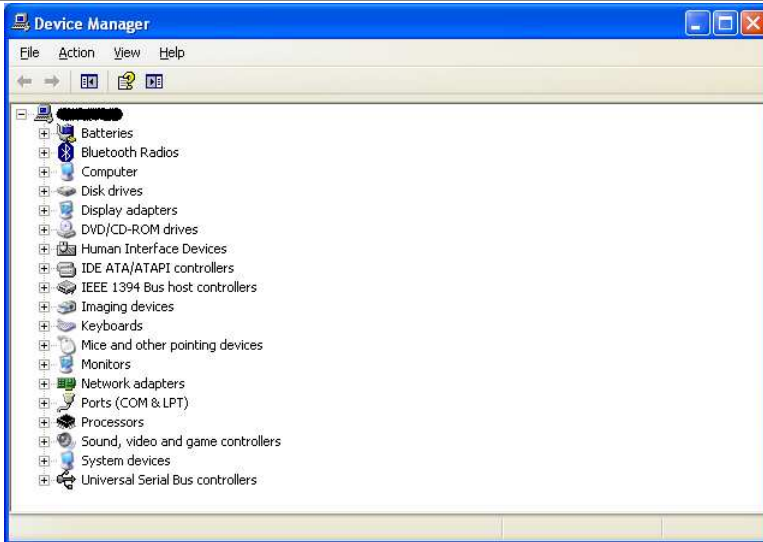 Device Manager
File Action View Help
Batteries
Bluetooth Radios
Computer
Disk drives
Display adapters
DVD/CD-ROM drives
Human Interface Devices
IDE ATA/ATAPI controllers
IEEE 1394 Bus host controllers
Imaging devices
Keyboards
Mice and other pointing devices
Monitors
Network adapters
Ports (COM & LPT)
Processors
Sound, video and game controllers
System devices
Universal Serial Bus controllers